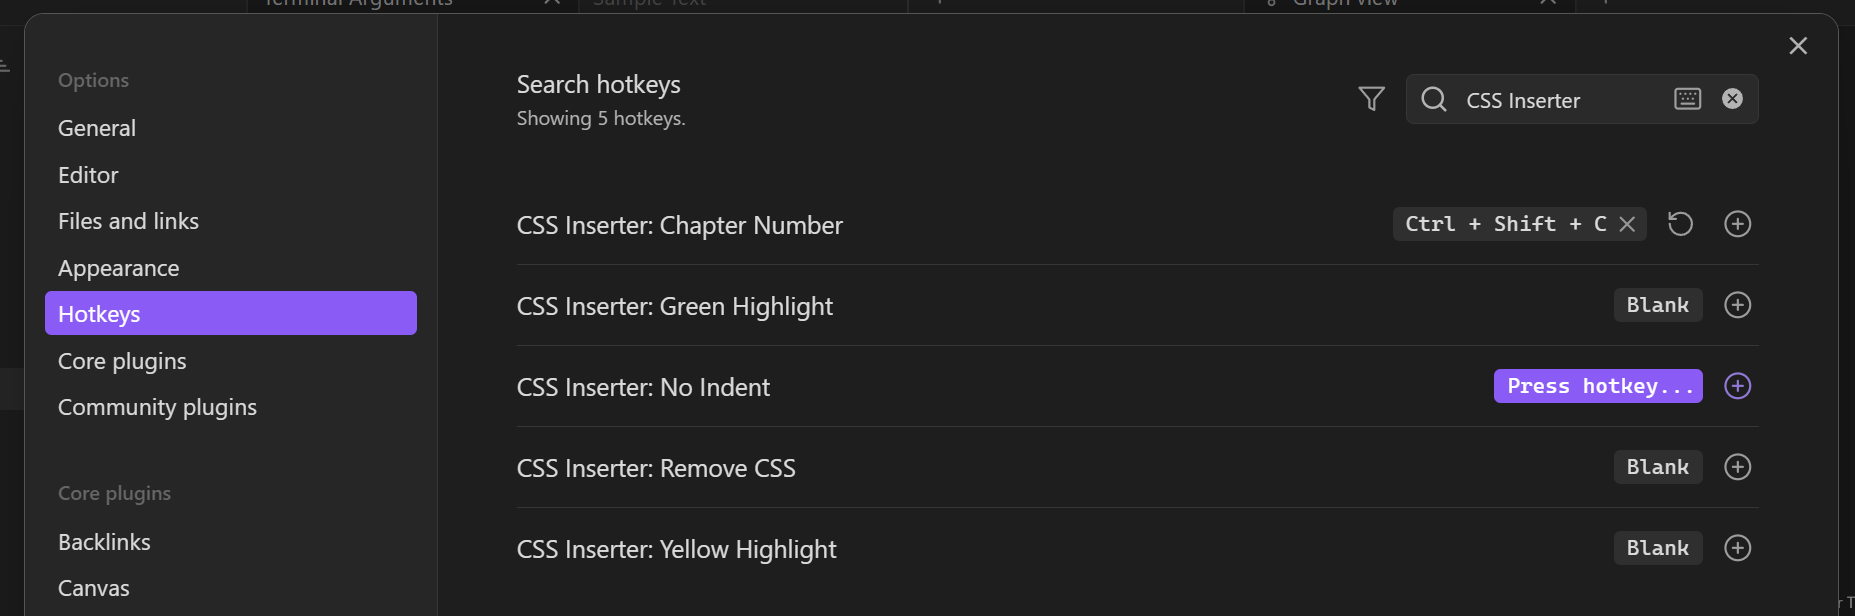 Terminal Arguments
Sample Text
Graph view
Options
General
Editor
Files and links
Appearance
Hotkeys
Core plugins
Community plugins
Core plugins
Backlinks
Canvas
Search hotkeys
Showing 5 hotkeys.
CSS Inserter
CSS Inserter: Chapter Number
Ctrl + Shift + C
CSS Inserter: Green Highlight
Blank
CSS Inserter: No Indent
Press hotkey...
CSS Inserter: Remove CSS
Blank
CSS Inserter: Yellow Highlight
Blank